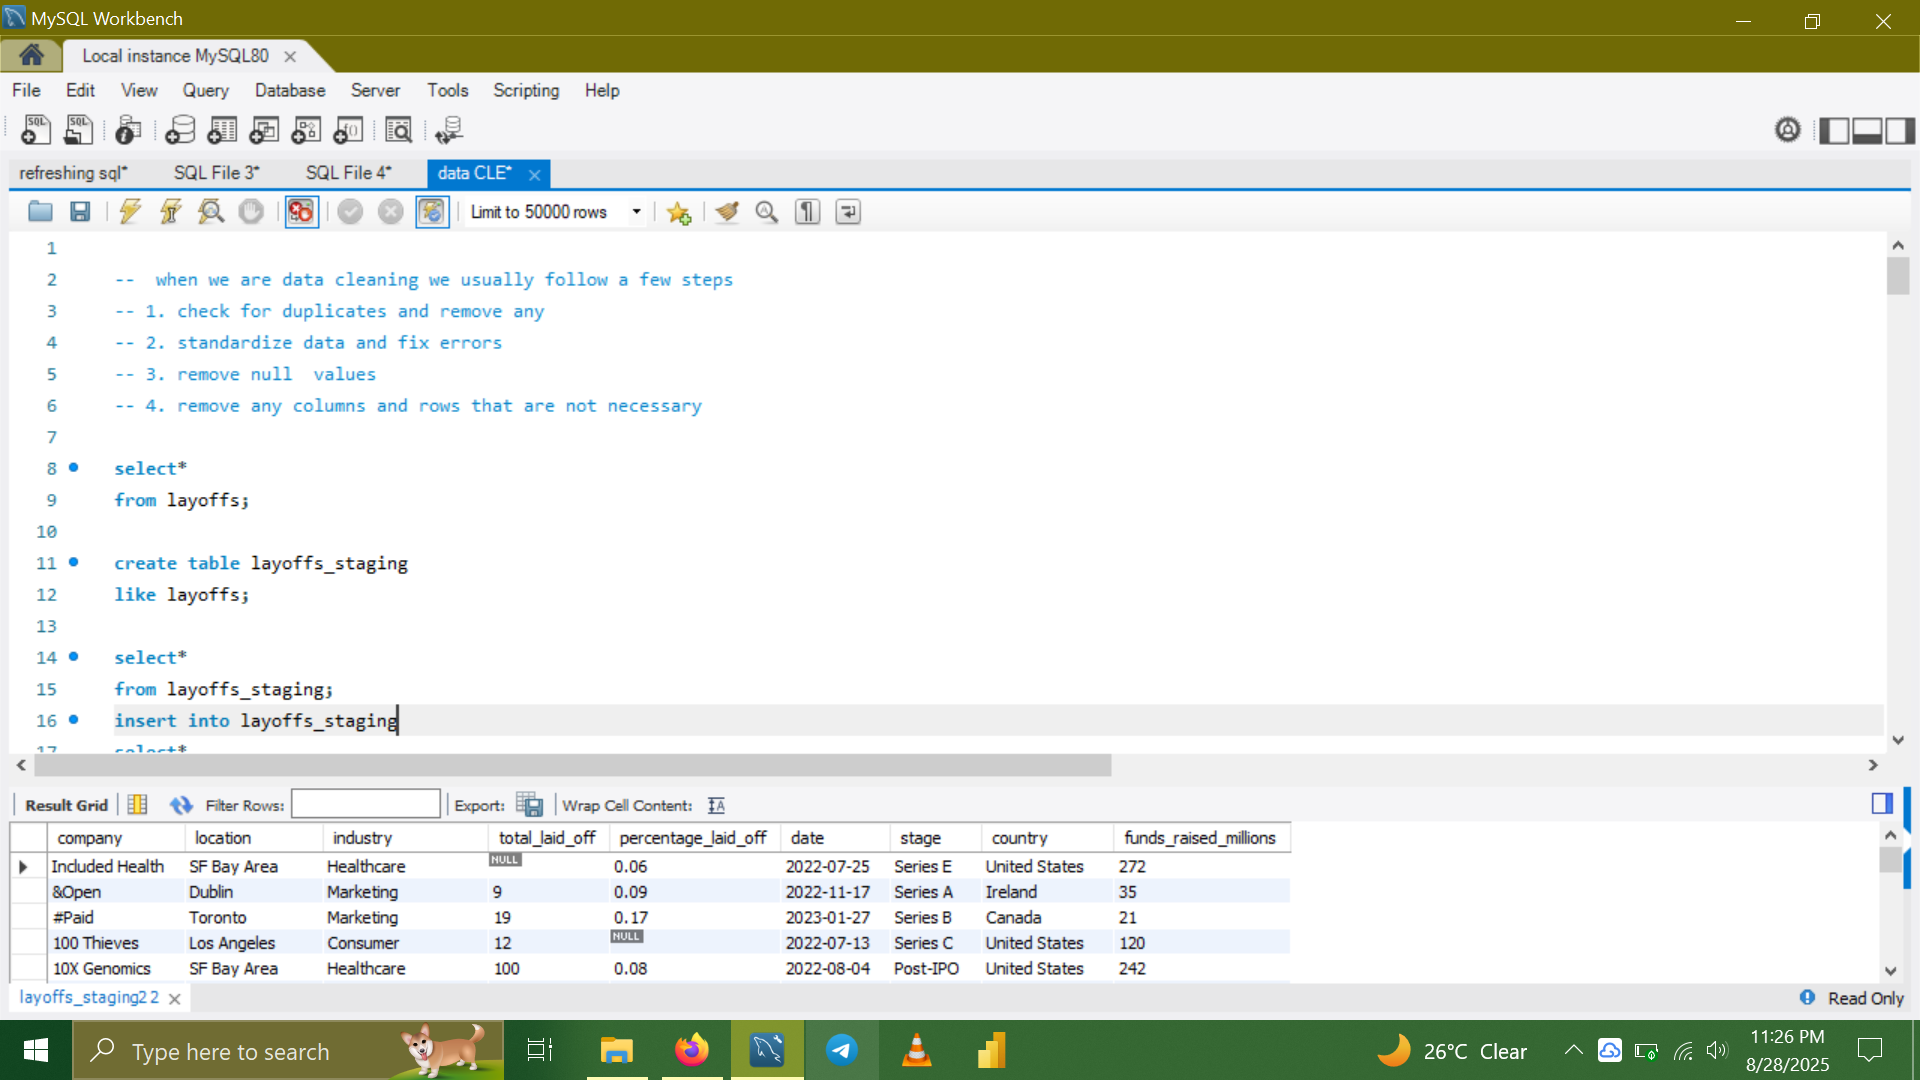 MySQL Workbench
Local instance MySQL80
File Edit View Query Database Server Tools Scripting Help
refreshing sql* SQL File 3* SQL File 4* data CLE*
Limit to 50000 rows
1
2 -- when we are data cleaning we usually follow a few steps
3 -- 1. check for duplicates and remove any
4 -- 2. standardize data and fix errors
5 -- 3. remove null values
6 -- 4. remove any columns and rows that are not necessary
7
8 select*
9 from layoffs;
10
11 create table layoffs_staging
12 like layoffs;
13
14 select*
15 from layoffs_staging;
16 insert into layoffs_staging
17 select*
Result Grid Filter Rows: Export: Wrap Cell Content:
company location industry total_laid_off percentage_laid_off date stage country funds_raised_millions
Included Health SF Bay Area Healthcare NULL 0.06 2022-07-25 Series E United States 272
&Open Dublin Marketing 9 0.09 2022-11-17 Series A Ireland 35
#Paid Toronto Marketing 19 0.17 2023-01-27 Series B Canada 21
100 Thieves Los Angeles Consumer 12 NULL 2022-07-13 Series C United States 120
10X Genomics SF Bay Area Healthcare 100 0.08 2022-08-04 Post-IPO United States 242
layoffs_staging2 2 Read Only
Type here to search 26°C Clear 11:26 PM
8/28/2025